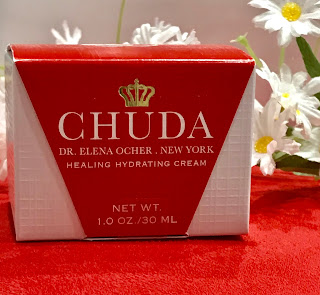 CHUDA
DR. ELENA OCHER . NEW YORK
HEALING HYDRATING CREAM
NET WT.
1.0 OZ./30 ML